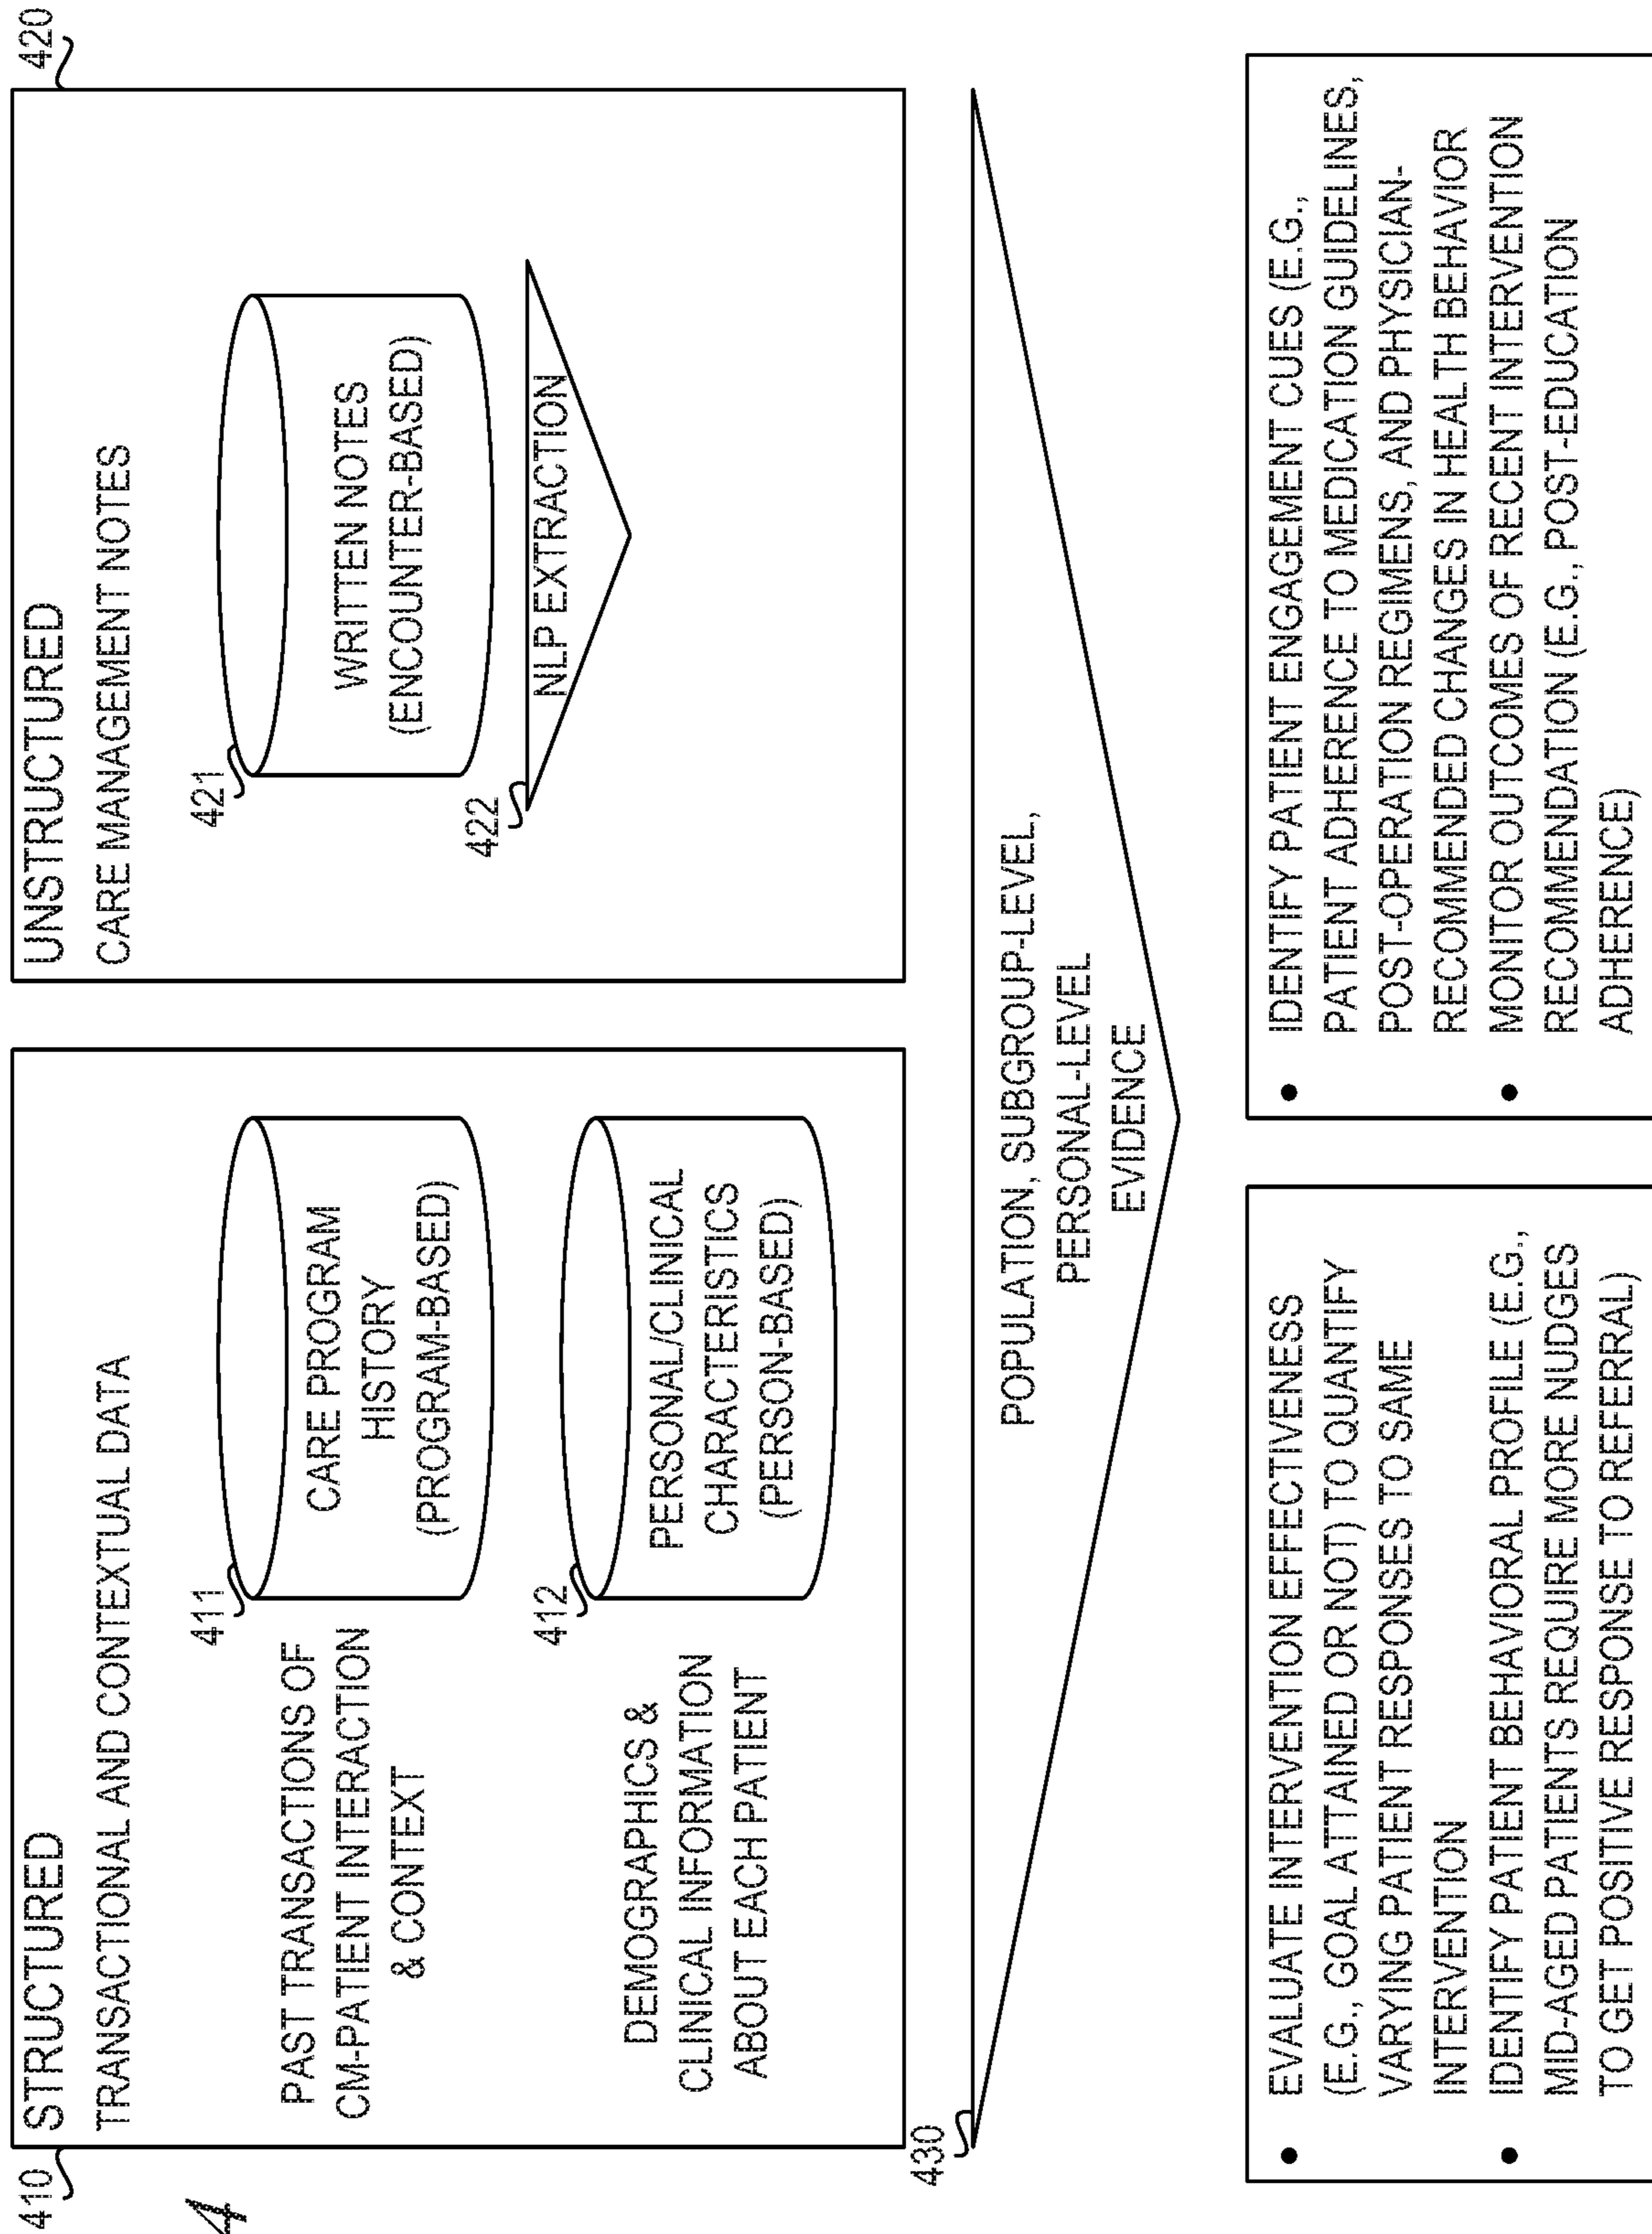 410
STRUCTURED
TRANSACTIONAL AND CONTEXTUAL DATA
PAST TRANSACTIONS OF
CM-PATIENT INTERACTION
& CONTEXT
411
CARE PROGRAM
HISTORY
(PROGRAM-BASED)
DEMOGRAPHICS &
CLINICAL INFORMATION
ABOUT EACH PATIENT
412
PERSONAL/CLINICAL
CHARACTERISTICS
(PERSON-BASED)
420
UNSTRUCTURED
CARE MANAGEMENT NOTES
421
WRITTEN NOTES
(ENCOUNTER-BASED)
422
NLP EXTRACTION
430
POPULATION, SUBGROUP-LEVEL,
PERSONAL-LEVEL
EVIDENCE
• EVALUATE INTERVENTION EFFECTIVENESS
(E.G., GOAL ATTAINED OR NOT) TO QUANTIFY
VARYING PATIENT RESPONSES TO SAME
INTERVENTION
• IDENTIFY PATIENT BEHAVIORAL PROFILE (E.G.,
MID-AGED PATIENTS REQUIRE MORE NUDGES
TO GET POSITIVE RESPONSE TO REFERRAL)
• IDENTIFY PATIENT ENGAGEMENT CUES (E.G.,
PATIENT ADHERENCE TO MEDICATION GUIDELINES,
POST-OPERATION REGIMENS, AND PHYSICIAN-
RECOMMENDED CHANGES IN HEALTH BEHAVIOR
• MONITOR OUTCOMES OF RECENT INTERVENTION
RECOMMENDATION (E.G., POST-EDUCATION
ADHERENCE)
4